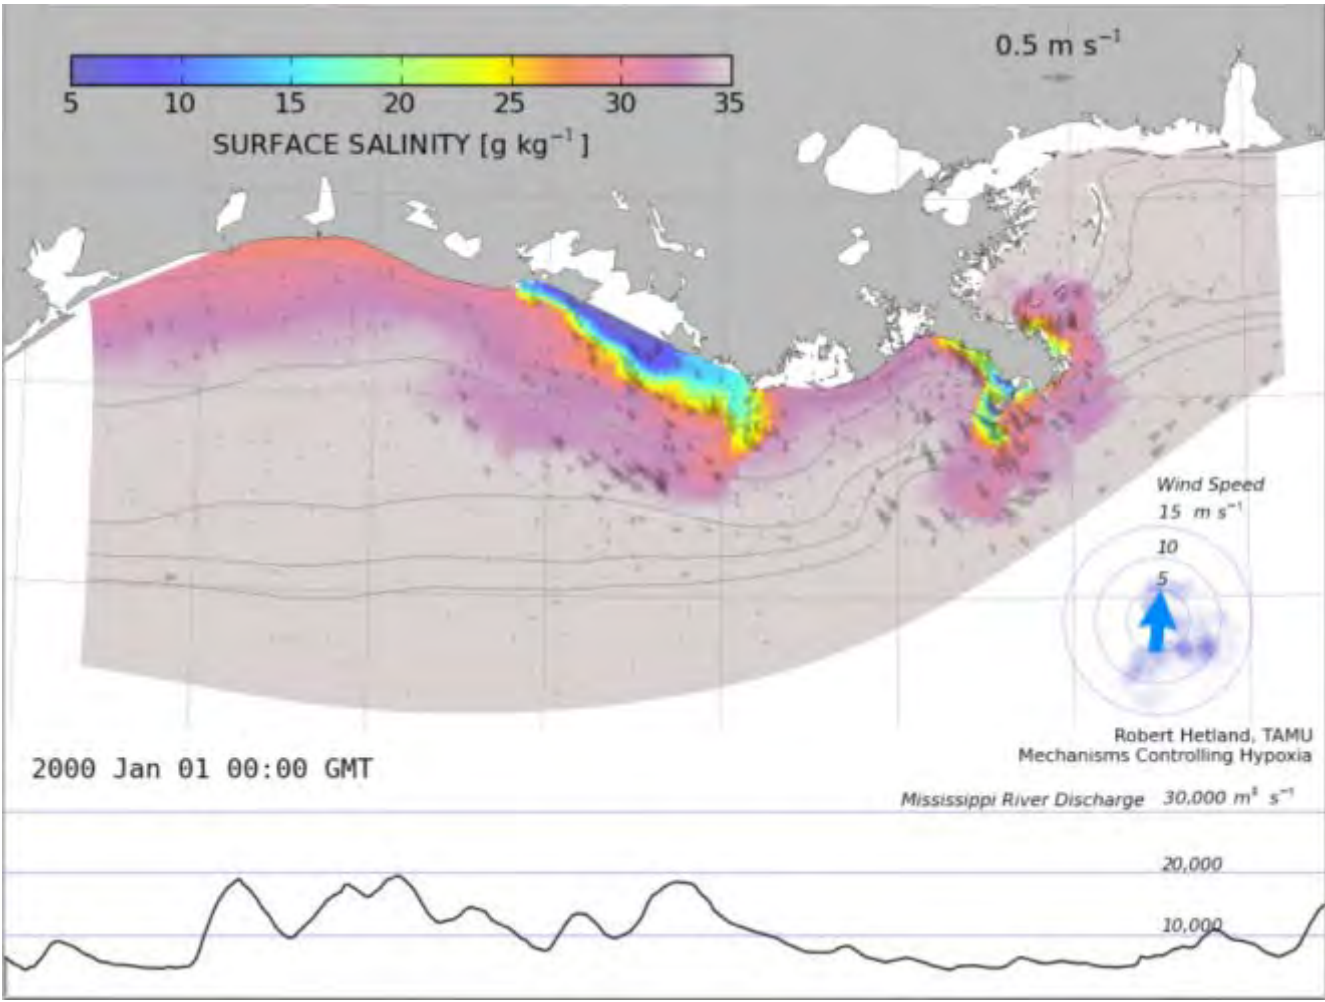 0.5 m s⁻¹
5 10 15 20 25 30 35
SURFACE SALINITY [g kg⁻¹]
Wind Speed
15 m s⁻¹
10
5
Robert Hetland, TAMU
Mechanisms Controlling Hypoxia
2000 Jan 01 00:00 GMT
Mississippi River Discharge 30,000 m³ s⁻¹
20,000
10,000